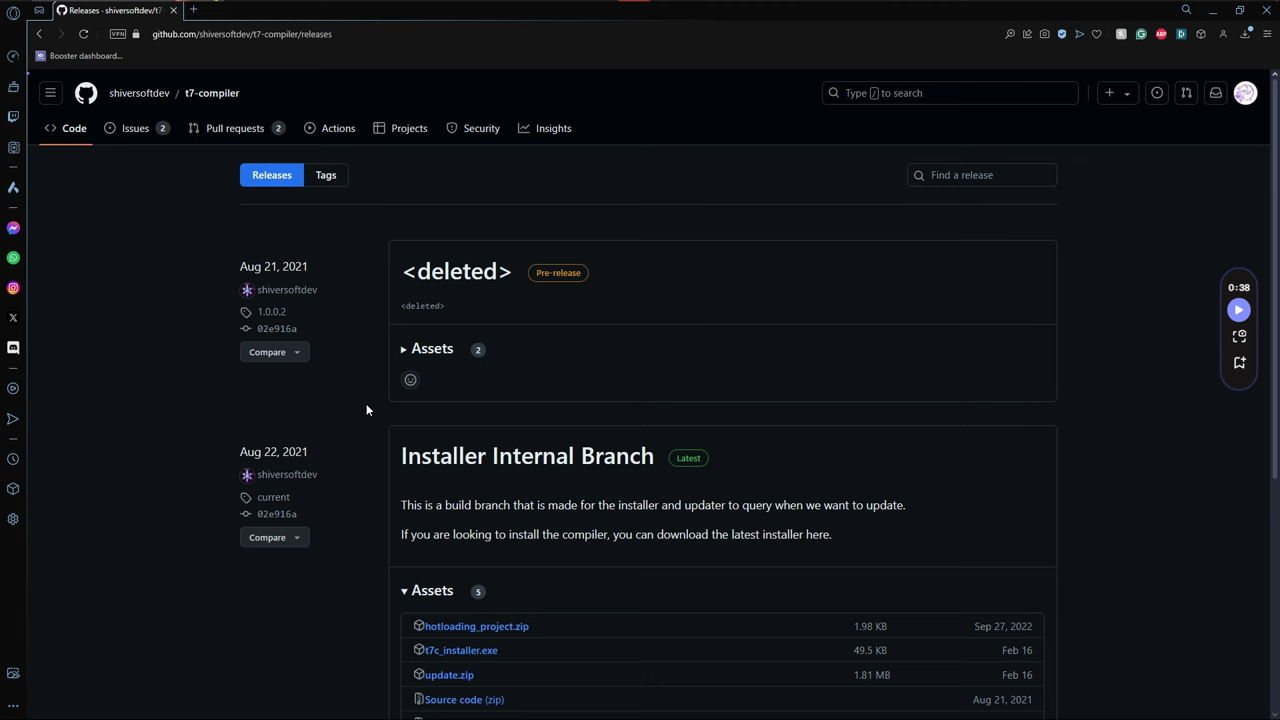 Releases · shiversoftdev/t7
VPN
github.com/shiversoftdev/t7-compiler/releases
ABP
Booster dashboard...
shiversoftdev / t7-compiler
Type / to search
Code
Issues 2
Pull requests 2
Actions
Projects
Security
Insights
Releases
Tags
Find a release
Aug 21, 2021
shiversoftdev
1.0.0.2
02e916a
Compare
<deleted> Pre-release
<deleted>
Assets 2
0:38
Aug 22, 2021
shiversoftdev
current
02e916a
Compare
Installer Internal Branch Latest
This is a build branch that is made for the installer and updater to query when we want to update.
If you are looking to install the compiler, you can download the latest installer here.
Assets 5
hotloading_project.zip 1.98 KB Sep 27, 2022
t7c_installer.exe 49.5 KB Feb 16
update.zip 1.81 MB Feb 16
Source code (zip) Aug 21, 2021